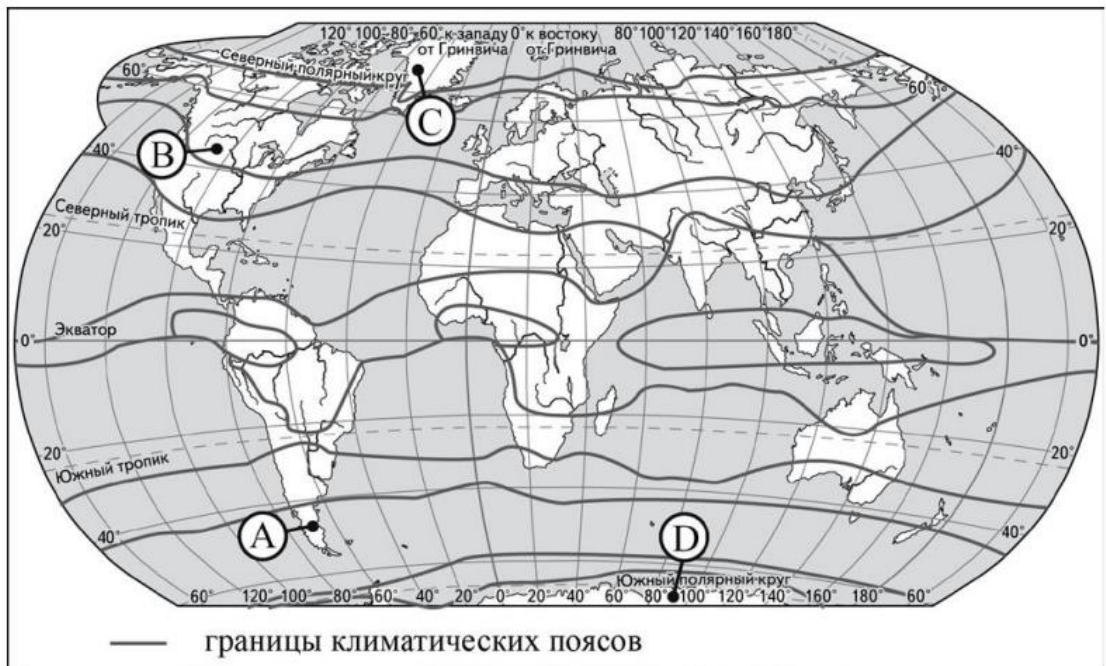 120° 100° 80° 60° к западу 0° к востоку 80° 100° 120° 140° 160° 180°
от Гринвича от Гринвича
Северный полярный круг
60° 60°
C
B
40° 40°
Северный тропик
20° 20°
Экватор
0° 0°
20° 20°
Южный тропик
40° 40°
A
D
Южный полярный круг
60° 120° 100° 80° 60° 40° 20° 0° 20° 40° 60° 80° 100° 120° 140° 160° 180° 60°
границы климатических поясов